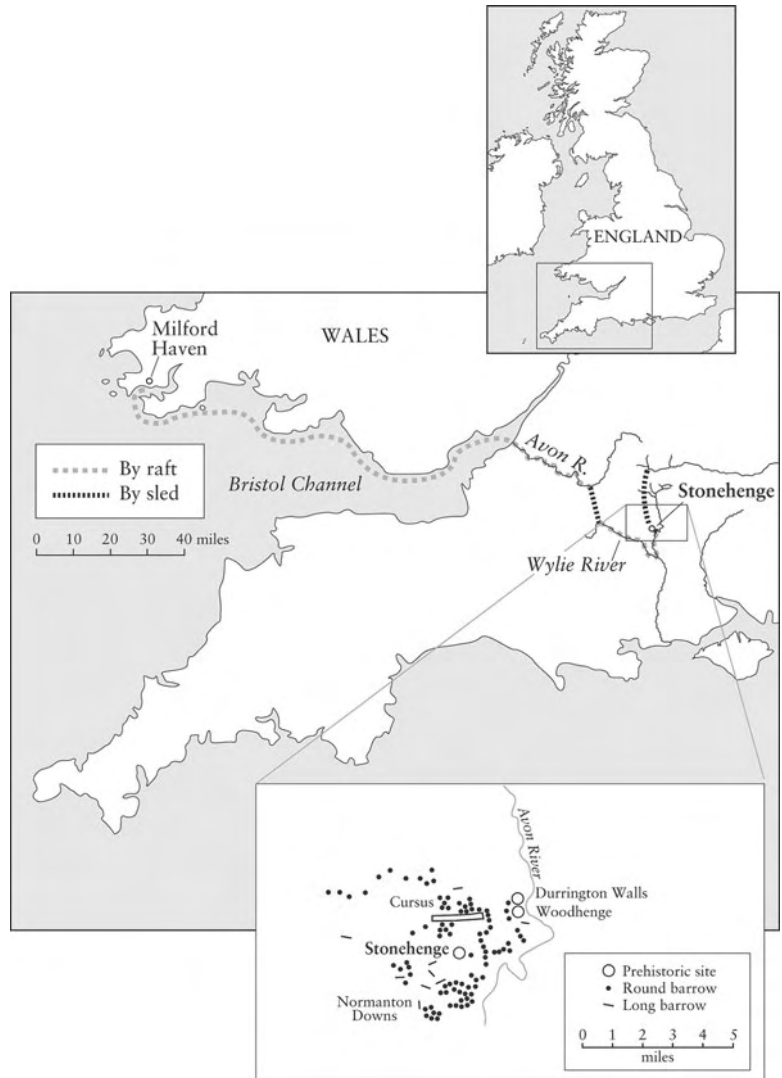 ENGLAND
WALES
Milford
Haven
By raft
By sled
0 10 20 30 40 miles
Bristol Channel
Avon R.
Stonehenge
Wylie River
Avon River
Durrington Walls
Woodhenge
Cursus
Stonehenge
Normanton
Downs
Prehistoric site
Round barrow
Long barrow
0 1 2 3 4 5
miles